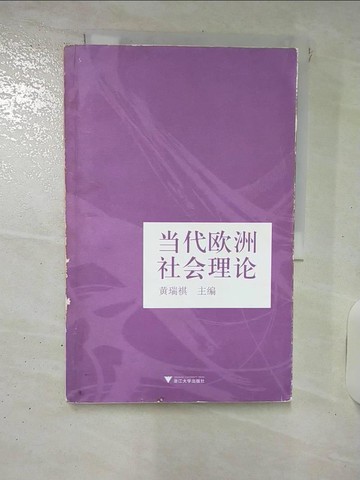 当代欧洲
社会理论
黄瑞祺 主编
浙江大学出版社